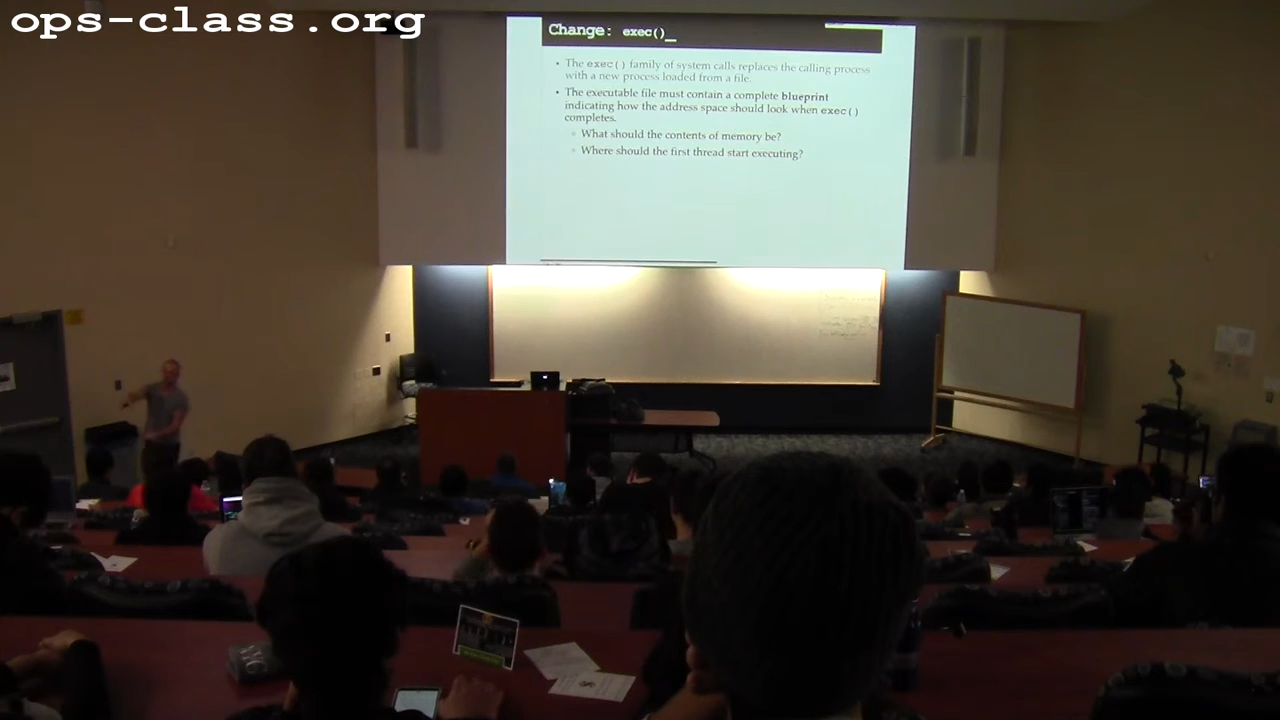 ops-class.org
Change: exec()_
• The exec() family of system calls replaces the calling process
with a new process loaded from a file.
• The executable file must contain a complete blueprint
indicating how the address space should look when exec()
completes.
◦ What should the contents of memory be?
◦ Where should the first thread start executing?